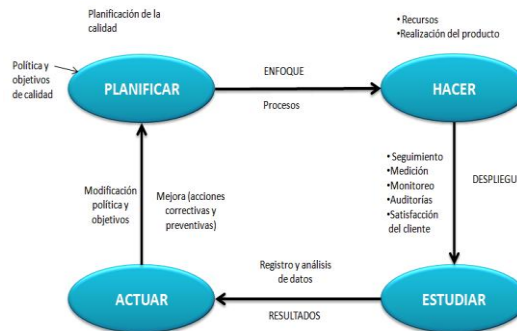 Planificación de la
calidad
Política y
objetivos
de calidad
PLANIFICAR
ENFOQUE
Procesos
• Recursos
• Realización del producto
HACER
• Seguimiento
• Medición
• Monitoreo
• Auditorías
• Satisfacción
del cliente
DESPLIEGU
Modificación
política y
objetivos
Mejora (acciones
correctivas y
preventivas)
Registro y análisis
de datos
RESULTADOS
ACTUAR
ESTUDIAR